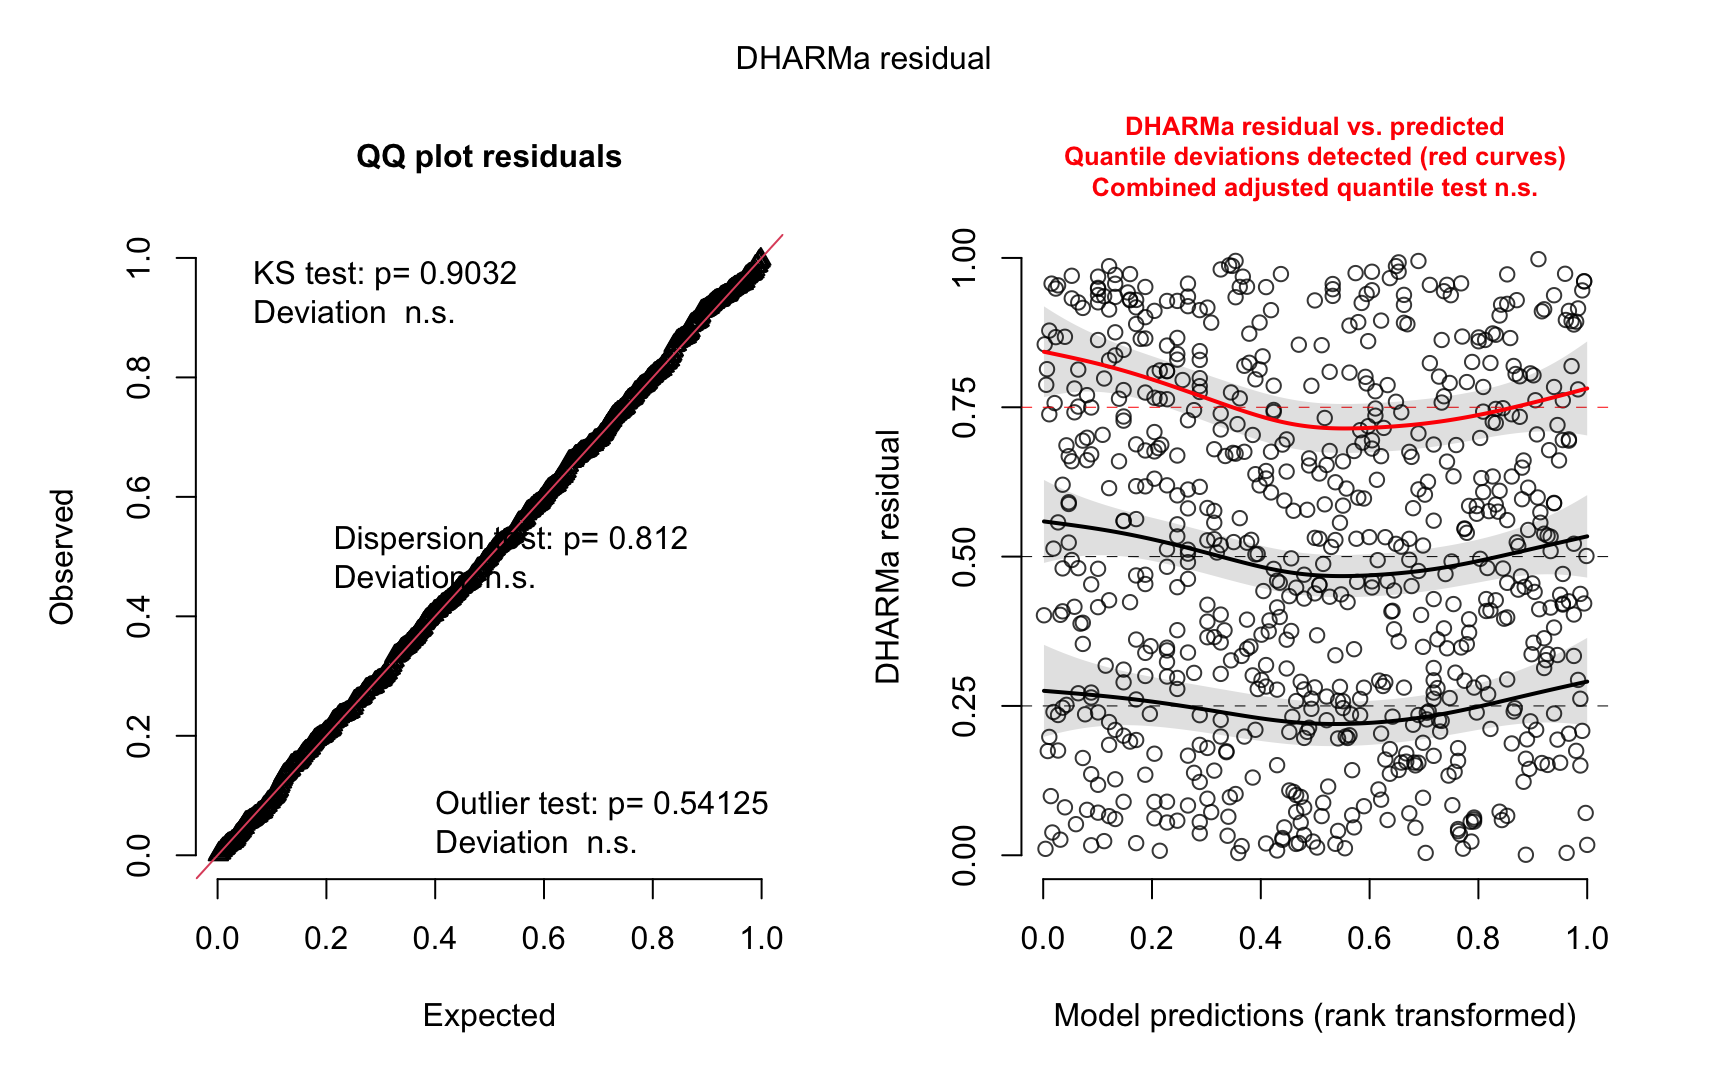 DHARMa residual
QQ plot residuals
KS test: p= 0.9032
Deviation  n.s.
Dispersion test: p= 0.812
Deviation n.s.
Outlier test: p= 0.54125
Deviation  n.s.
Observed
0.0
0.2
0.4
0.6
0.8
1.0
0.0 0.2 0.4 0.6 0.8 1.0
Expected
DHARMa residual vs. predicted
Quantile deviations detected (red curves)
Combined adjusted quantile test n.s.
DHARMa residual
0.00
0.25
0.50
0.75
1.00
0.0 0.2 0.4 0.6 0.8 1.0
Model predictions (rank transformed)